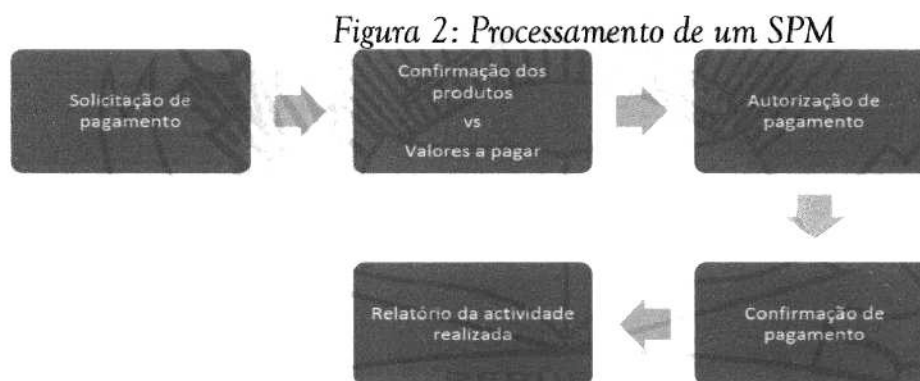 Figura 2: Processamento de um SPM
Solicitação de
pagamento
Confirmação dos
produtos
vs
Valores a pagar
Autorização de
pagamento
Confirmação de
pagamento
Relatório da actividade
realizada